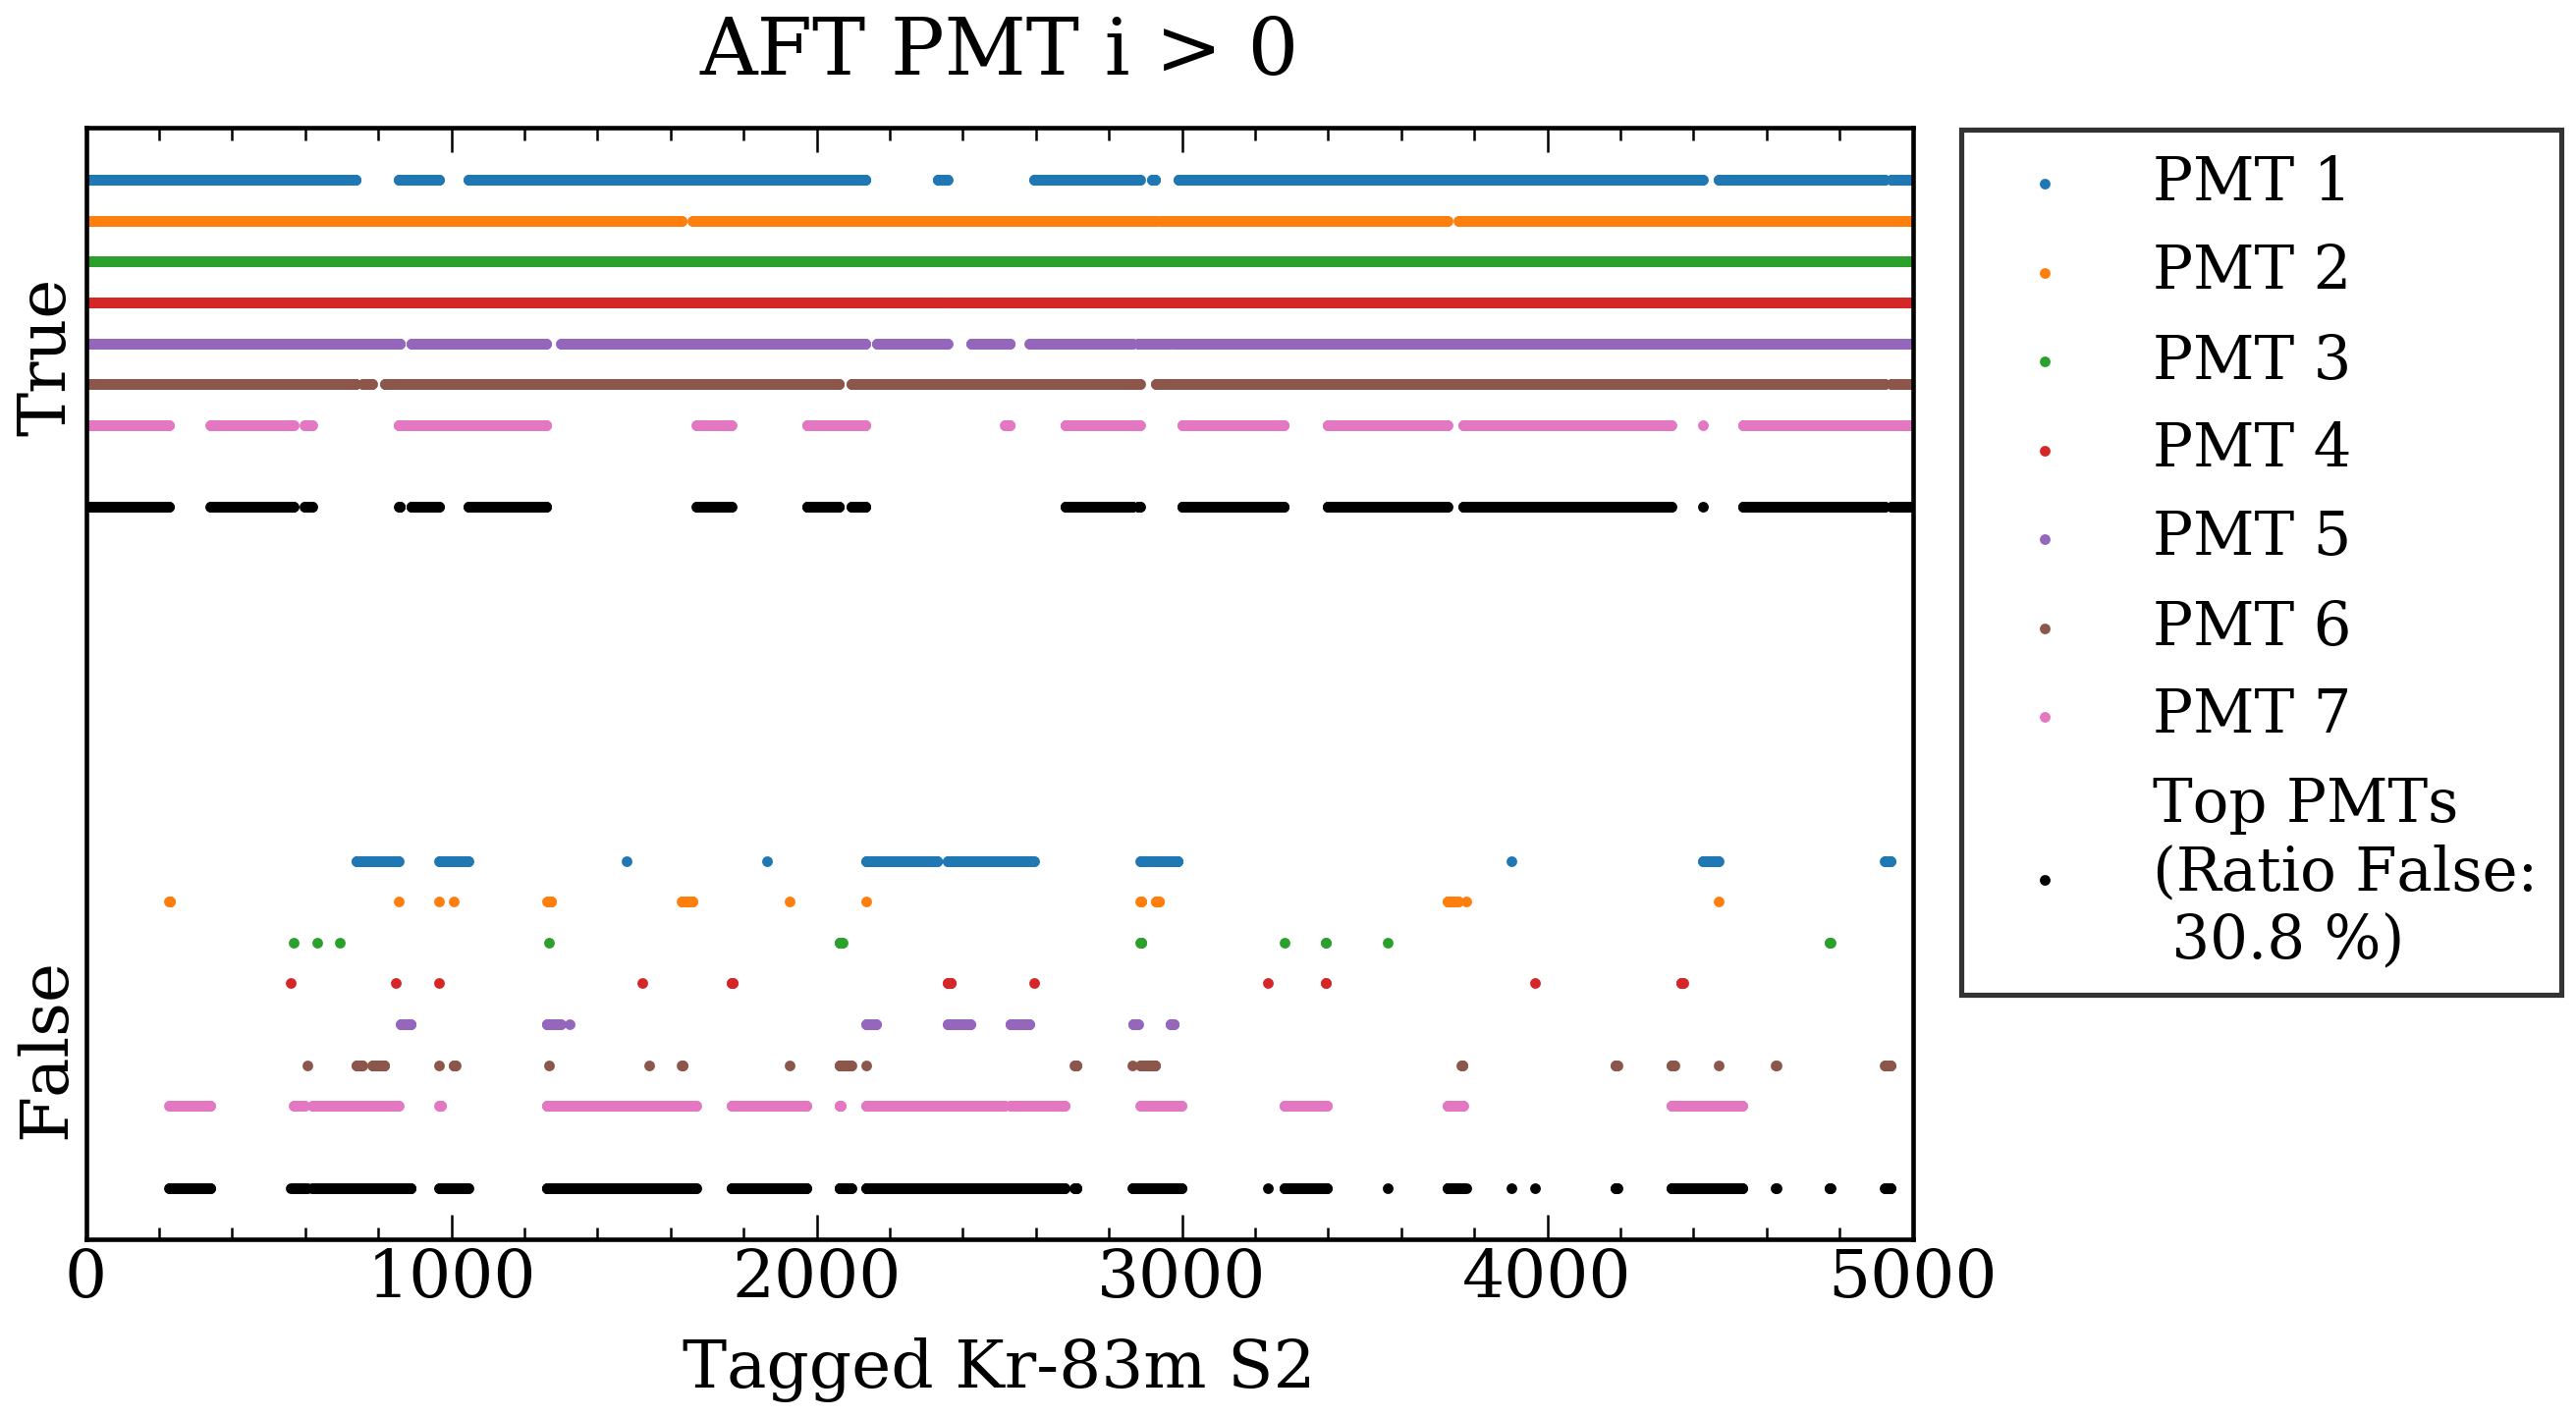 AFT PMT i > 0
True
False
0 1000 2000 3000 4000 5000
Tagged Kr-83m S2
PMT 1
PMT 2
PMT 3
PMT 4
PMT 5
PMT 6
PMT 7
Top PMTs
(Ratio False:
30.8 %)